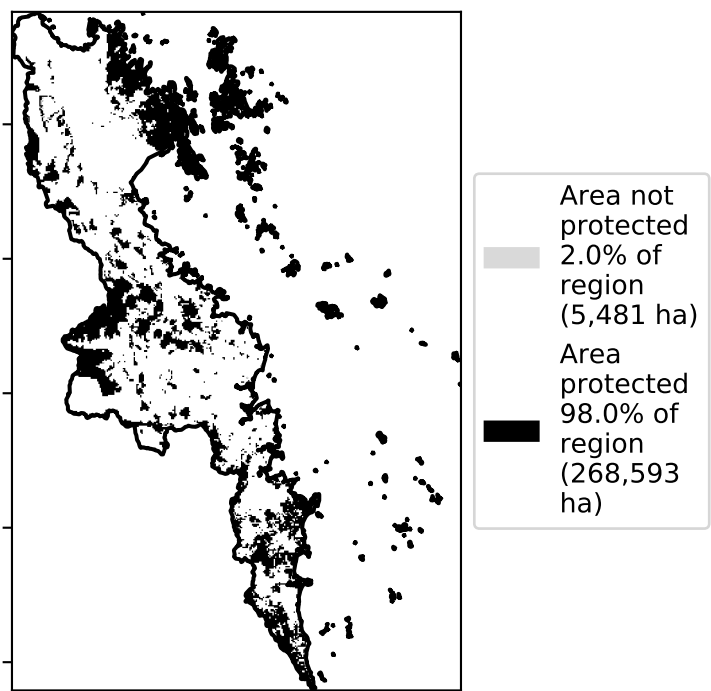 Area not
protected
2.0% of
region
(5,481 ha)
Area
protected
98.0% of
region
(268,593
ha)